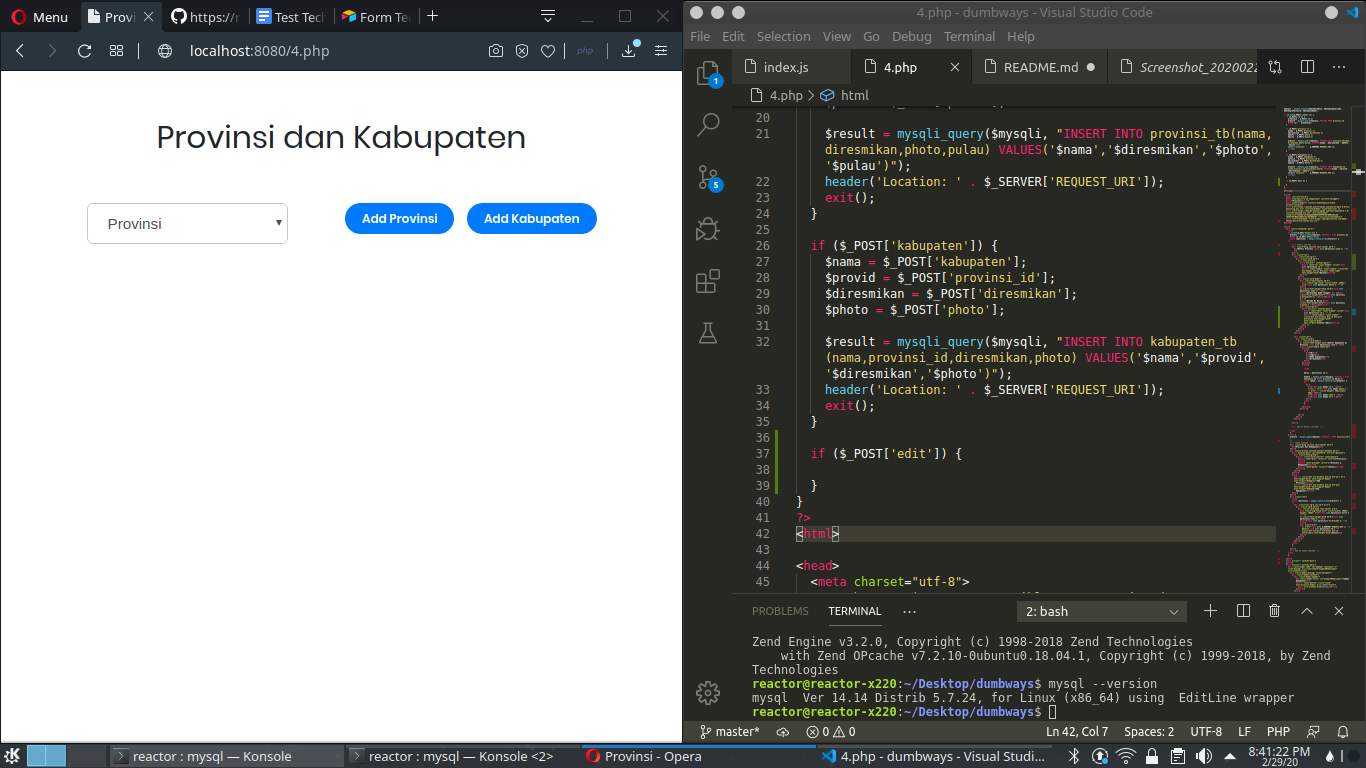 Menu
Provi
https://r
Test Tech
Form Te
localhost:8080/4.php
php
Provinsi dan Kabupaten
Provinsi
Add Provinsi
Add Kabupaten
4.php - dumbways - Visual Studio Code
File Edit Selection View Go Debug Terminal Help
index.js
4.php
README.md
Screenshot_2020022
4.php > html
1
5
20
21 $result = mysqli_query($mysqli, "INSERT INTO provinsi_tb(nama,
diresmikan,photo,pulau) VALUES('$nama','$diresmikan','$photo',
'$pulau')");
22 header('Location: ' . $_SERVER['REQUEST_URI']);
23 exit();
24 }
25
26 if ($_POST['kabupaten']) {
27 $nama = $_POST['kabupaten'];
28 $provid = $_POST['provinsi_id'];
29 $diresmikan = $_POST['diresmikan'];
30 $photo = $_POST['photo'];
31
32 $result = mysqli_query($mysqli, "INSERT INTO kabupaten_tb
(nama,provinsi_id,diresmikan,photo) VALUES('$nama','$provid',
'$diresmikan','$photo')");
33 header('Location: ' . $_SERVER['REQUEST_URI']);
34 exit();
35 }
36
37 if ($_POST['edit']) {
38
39 }
40 }
41 ?>
42 <html>
43
44 <head>
45 <meta charset="utf-8">
PROBLEMS TERMINAL ··· 2: bash
Zend Engine v3.2.0, Copyright (c) 1998-2018 Zend Technologies
with Zend OPcache v7.2.10-0ubuntu0.18.04.1, Copyright (c) 1999-2018, by Zend
Technologies
reactor@reactor-x220:~/Desktop/dumbways$ mysql --version
mysql Ver 14.14 Distrib 5.7.24, for Linux (x86_64) using EditLine wrapper
reactor@reactor-x220:~/Desktop/dumbways$
master* 0 0 Ln 42, Col 7 Spaces: 2 UTF-8 LF PHP
reactor : mysql — Konsole
reactor : mysql — Konsole <2>
Provinsi - Opera
4.php - dumbways - Visual Studi...
8:41:22 PM
2/29/20